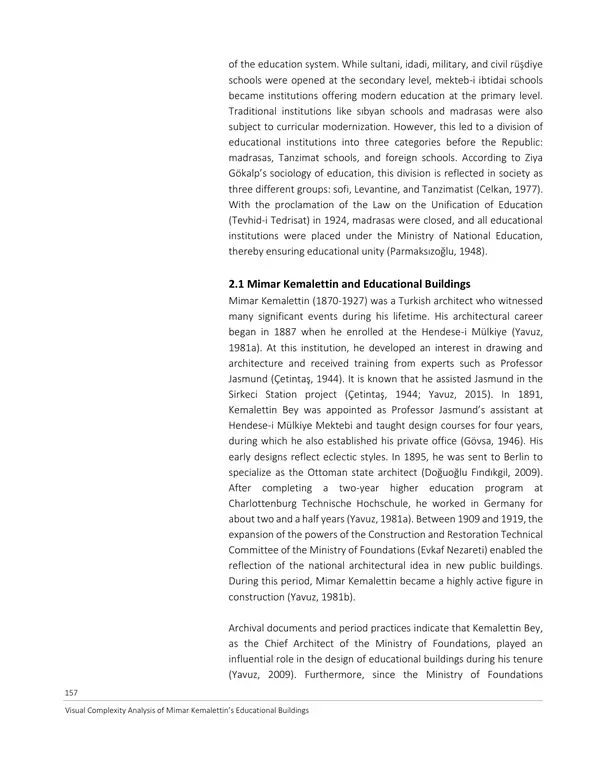 of the education system. While sultani, idadi, military, and civil rüşdiye
schools were opened at the secondary level, mekteb-i ibtidai schools
became institutions offering modern education at the primary level.
Traditional institutions like sıbyan schools and madrasas were also
subject to curricular modernization. However, this led to a division of
educational institutions into three categories before the Republic:
madrasas, Tanzimat schools, and foreign schools. According to Ziya
Gökalp's sociology of education, this division is reflected in society as
three different groups: sofi, Levantine, and Tanzimatist (Celkan, 1977).
With the proclamation of the Law on the Unification of Education
(Tevhid-i Tedrisat) in 1924, madrasas were closed, and all educational
institutions were placed under the Ministry of National Education,
thereby ensuring educational unity (Parmaksızoğlu, 1948).
2.1 Mimar Kemalettin and Educational Buildings
Mimar Kemalettin (1870-1927) was a Turkish architect who witnessed
many significant events during his lifetime. His architectural career
began in 1887 when he enrolled at the Hendese-i Mülkiye (Yavuz,
1981a). At this institution, he developed an interest in drawing and
architecture and received training from experts such as Professor
Jasmund (Çetintaş, 1944). It is known that he assisted Jasmund in the
Sirkeci Station project (Çetintaş, 1944; Yavuz, 2015). In 1891,
Kemalettin Bey was appointed as Professor Jasmund's assistant at
Hendese-i Mülkiye Mektebi and taught design courses for four years,
during which he also established his private office (Gövsa, 1946). His
early designs reflect eclectic styles. In 1895, he was sent to Berlin to
specialize as the Ottoman state architect (Doğuoğlu Fındıkgil, 2009).
After completing a two-year higher education program at
Charlottenburg Technische Hochschule, he worked in Germany for
about two and a half years (Yavuz, 1981a). Between 1909 and 1919, the
expansion of the powers of the Construction and Restoration Technical
Committee of the Ministry of Foundations (Evkaf Nezareti) enabled the
reflection of the national architectural idea in new public buildings.
During this period, Mimar Kemalettin became a highly active figure in
construction (Yavuz, 1981b).
Archival documents and period practices indicate that Kemalettin Bey,
as the Chief Architect of the Ministry of Foundations, played an
influential role in the design of educational buildings during his tenure
(Yavuz, 2009). Furthermore, since the Ministry of Foundations
157
Visual Complexity Analysis of Mimar Kemalettin's Educational Buildings